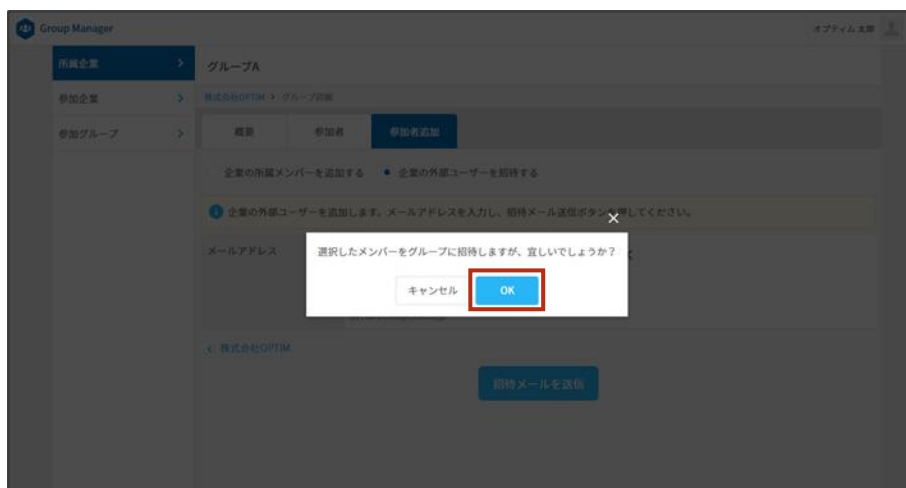 Group Manager
オプティム 太郎
所属企業
参加企業
参加グループ
グループA
株式会社OPTiM > グループ詳細
概要
参加者
参加者追加
企業の所属メンバーを追加する
企業の外部ユーザーを招待する
企業の外部ユーザーを追加します。メールアドレスを入力し、招待メール送信ボタンを押してください。
メールアドレス
選択したメンバーをグループに招待しますが、宜しいでしょうか？
キャンセル
OK
株式会社OPTiM
招待メールを送信